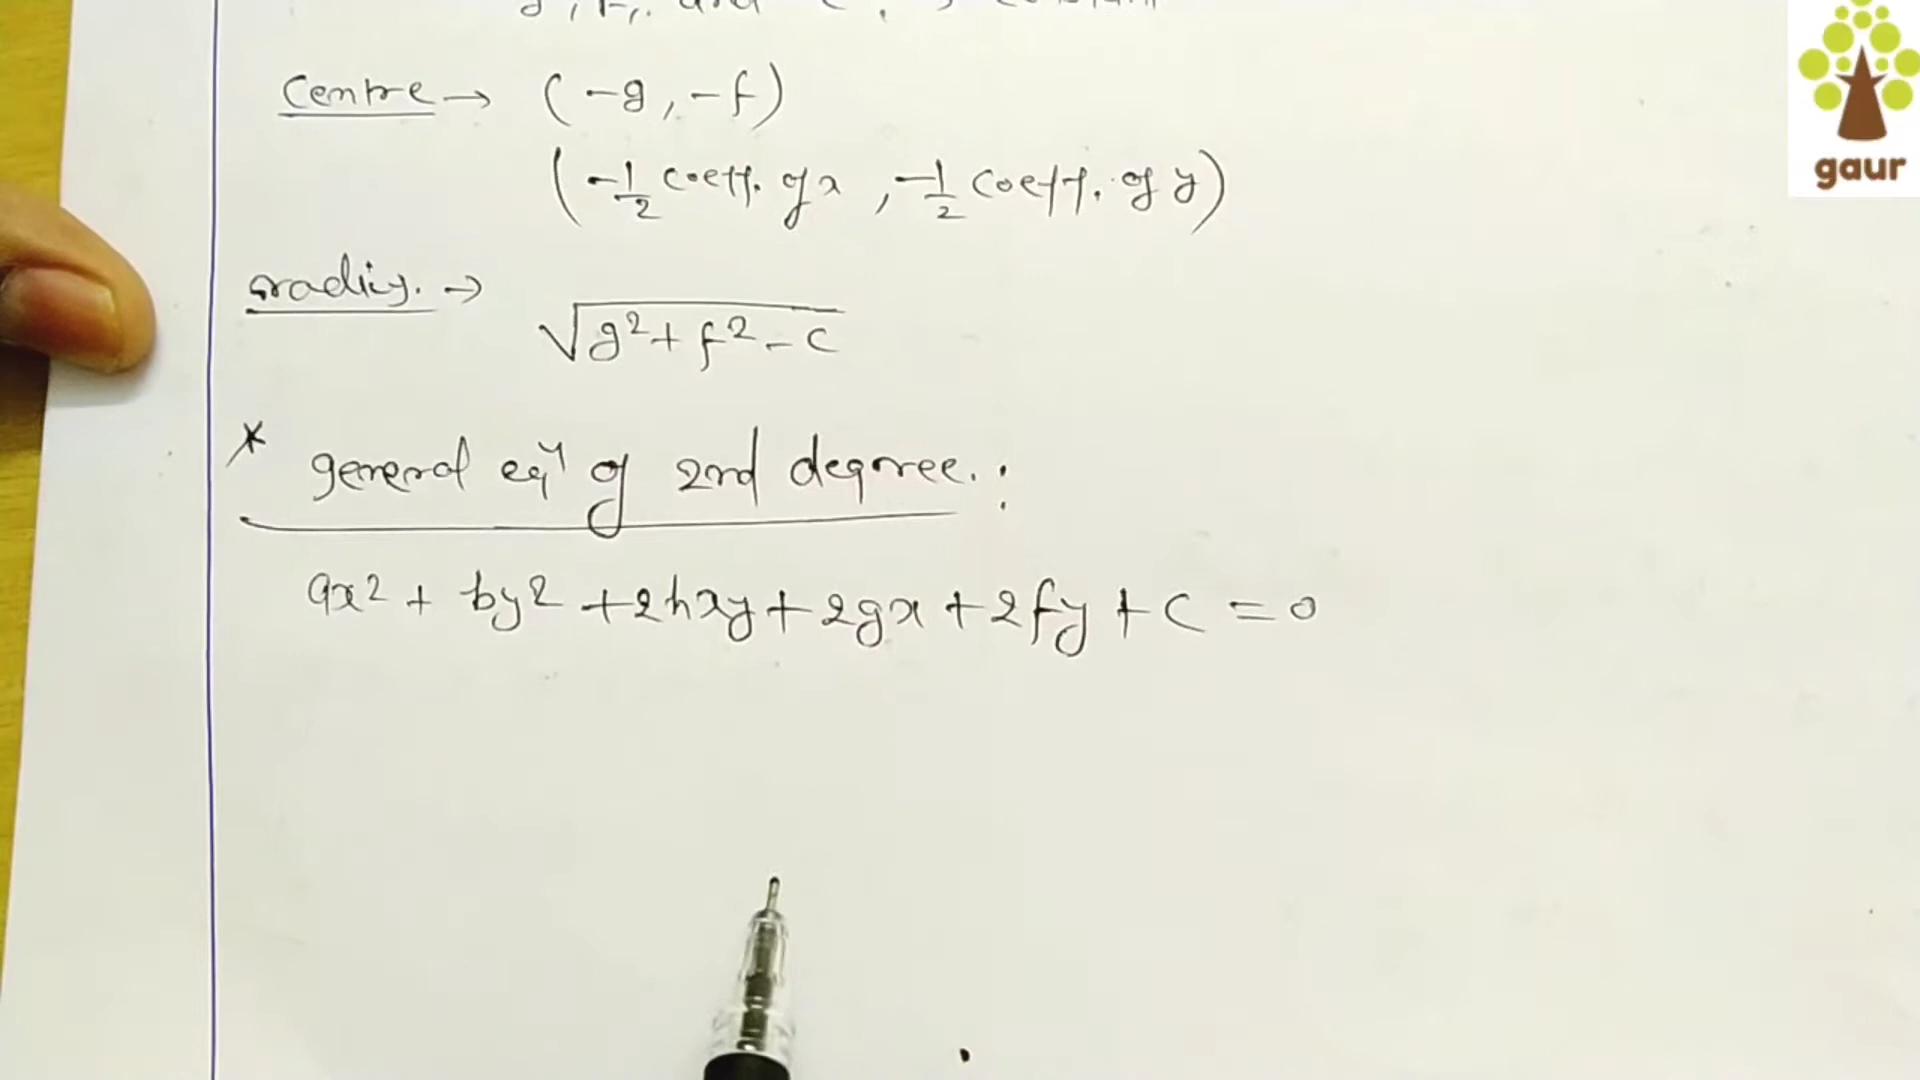 and
Centre → (-g, -f)
(-1/2 coeff. of x, -1/2 coeff. of y)
radius. →
√g²+f²-c
* general eqn of 2nd degree. :
ax² + by² + 2hxy + 2gx + 2fy + c = 0
gaur